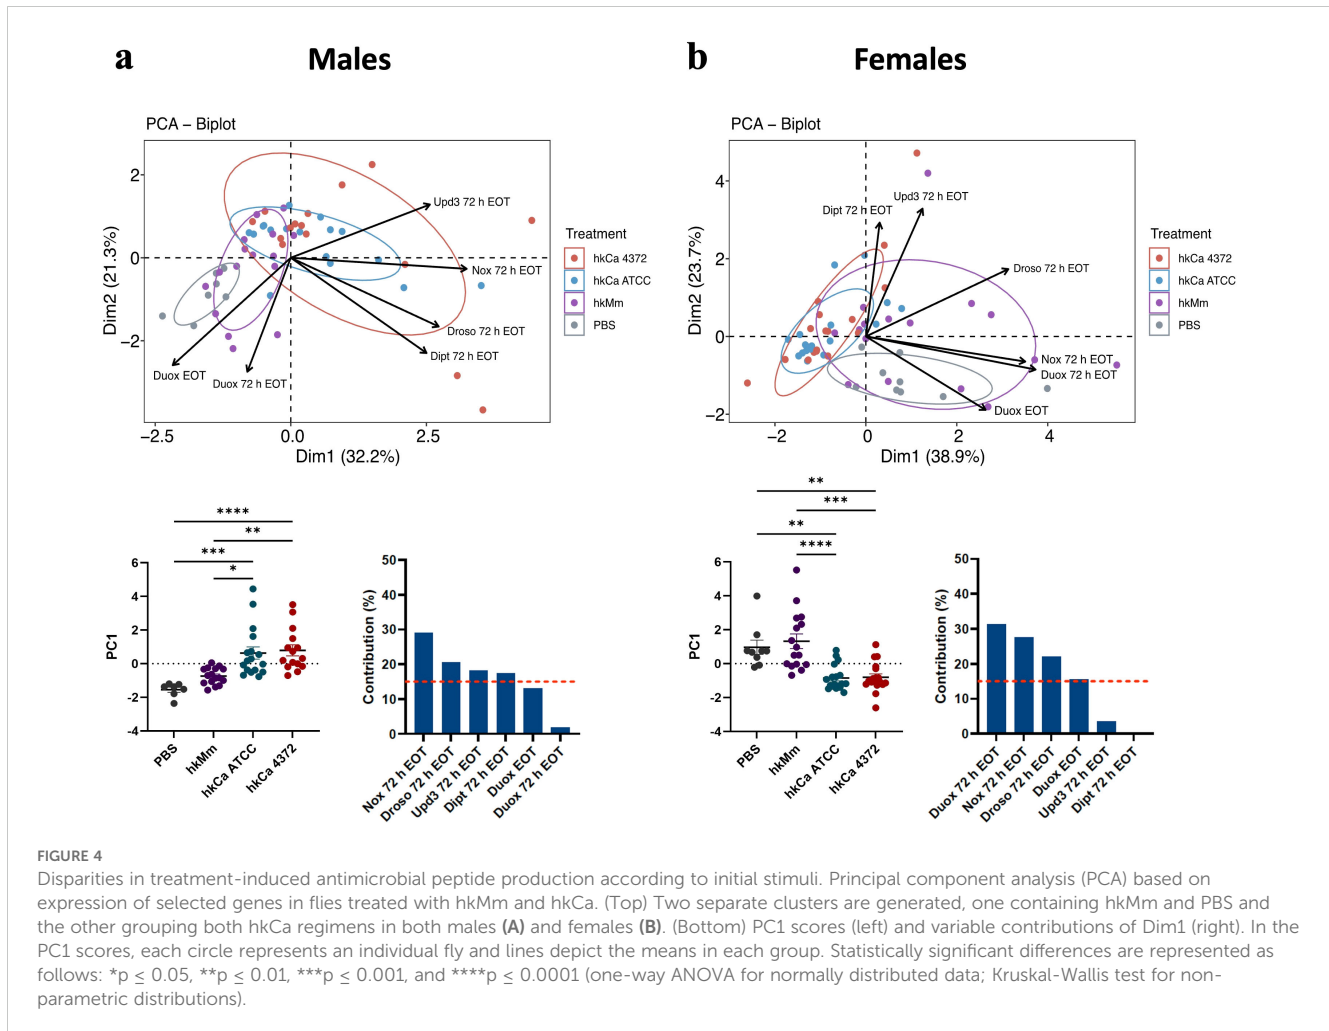 a Males
PCA – Biplot
2
0
−2
Dim2 (21.3%)
Upd3 72 h EOT
Nox 72 h EOT
Droso 72 h EOT
Dipt 72 h EOT
Duox EOT
Duox 72 h EOT
−2.5 0.0 2.5
Dim1 (32.2%)
Treatment
hkCa 4372
hkCa ATCC
hkMm
PBS
b Females
PCA – Biplot
4
2
0
−2
Dim2 (23.7%)
Upd3 72 h EOT
Dipt 72 h EOT
Droso 72 h EOT
Nox 72 h EOT
Duox 72 h EOT
Duox EOT
−2 0 2 4
Dim1 (38.9%)
Treatment
hkCa 4372
hkCa ATCC
hkMm
PBS
****
**
***
*
6
4
2
0
-2
-4
PC1
PBS
hkMm
hkCa ATCC
hkCa 4372
50
40
30
20
10
0
Contribution (%)
Nox 72 h EOT
Droso 72 h EOT
Upd3 72 h EOT
Dipt 72 h EOT
Duox EOT
Duox 72 h EOT
**
***
**
****
6
4
2
0
-2
-4
PC1
PBS
hkMm
hkCa ATCC
hkCa 4372
50
40
30
20
10
0
Contribution (%)
Duox 72 h EOT
Nox 72 h EOT
Droso 72 h EOT
Duox EOT
Upd3 72 h EOT
Dipt 72 h EOT
FIGURE 4
Disparities in treatment-induced antimicrobial peptide production according to initial stimuli. Principal component analysis (PCA) based on
expression of selected genes in flies treated with hkMm and hkCa. (Top) Two separate clusters are generated, one containing hkMm and PBS and
the other grouping both hkCa regimens in both males (A) and females (B). (Bottom) PC1 scores (left) and variable contributions of Dim1 (right). In the
PC1 scores, each circle represents an individual fly and lines depict the means in each group. Statistically significant differences are represented as
follows: *p ≤ 0.05, **p ≤ 0.01, ***p ≤ 0.001, and ****p ≤ 0.0001 (one-way ANOVA for normally distributed data; Kruskal-Wallis test for non-
parametric distributions).